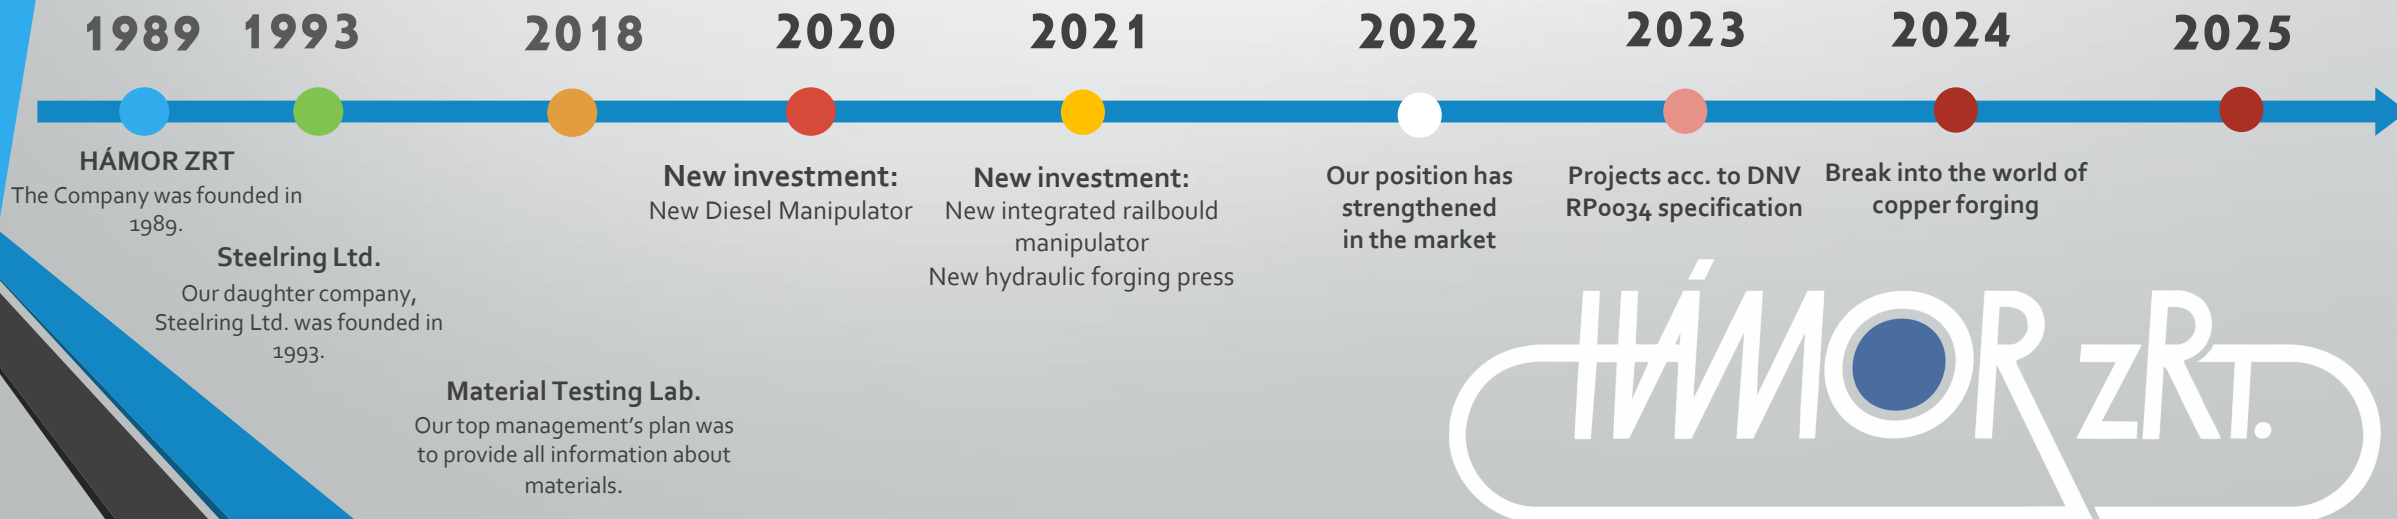 1989 1993 2018 2020 2021 2022 2023 2024 2025
HÁMOR ZRT
The Company was founded in
1989.
Steelring Ltd.
Our daughter company,
Steelring Ltd. was founded in
1993.
Material Testing Lab.
Our top management’s plan was
to provide all information about
materials.
New investment:
New Diesel Manipulator
New investment:
New integrated railbould
manipulator
New hydraulic forging press
Our position has
strengthened
in the market
Projects acc. to DNV
RP0034 specification
Break into the world of
copper forging
HÁMOR ZRT.